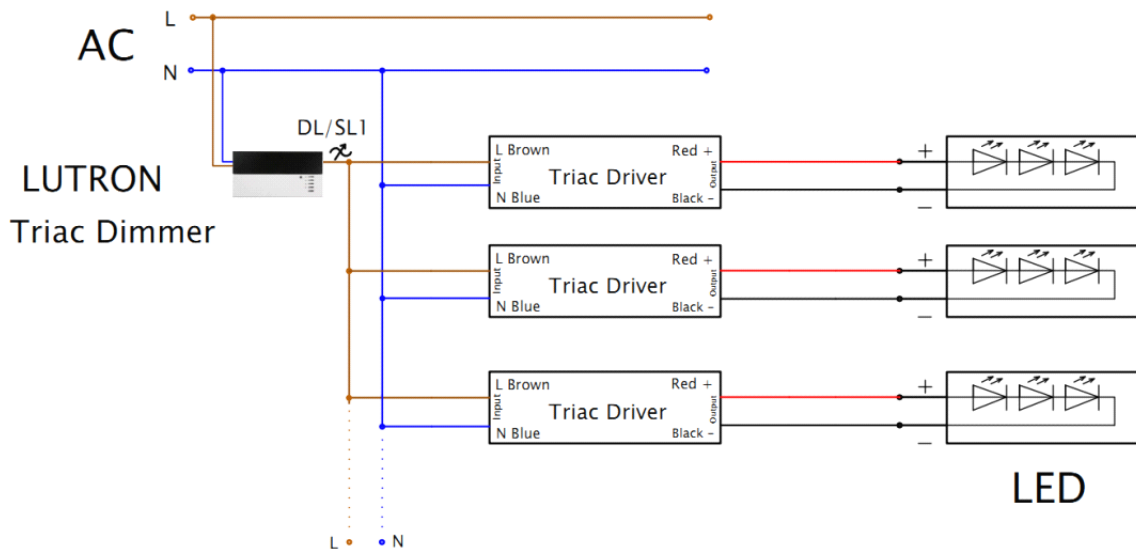 L
AC
N
DL/SL1
LUTRON
Triac Dimmer
L Brown
Red +
Input
Triac Driver
Output
N Blue
Black –
+
–
L Brown
Red +
Input
Triac Driver
Output
N Blue
Black –
+
–
L Brown
Red +
Input
Triac Driver
Output
N Blue
Black –
+
–
LED
L
N